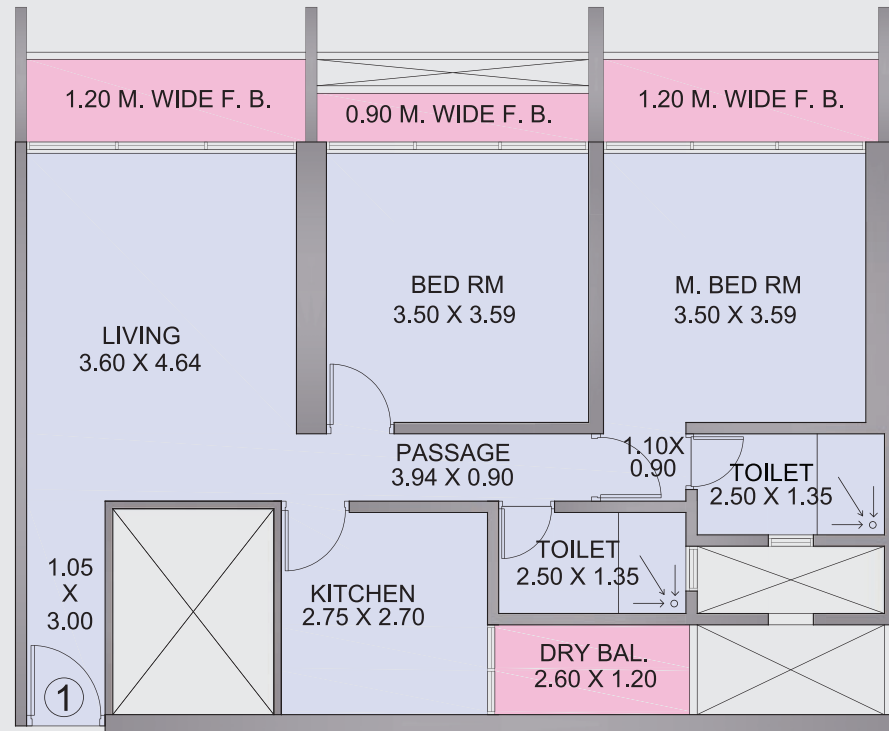 1.20 M. WIDE F. B.
0.90 M. WIDE F. B.
1.20 M. WIDE F. B.
LIVING
3.60 X 4.64
BED RM
3.50 X 3.59
M. BED RM
3.50 X 3.59
PASSAGE
3.94 X 0.90
1.10X
0.90
TOILET
2.50 X 1.35
1.05
X
3.00
KITCHEN
2.75 X 2.70
TOILET
2.50 X 1.35
DRY BAL.
2.60 X 1.20
1